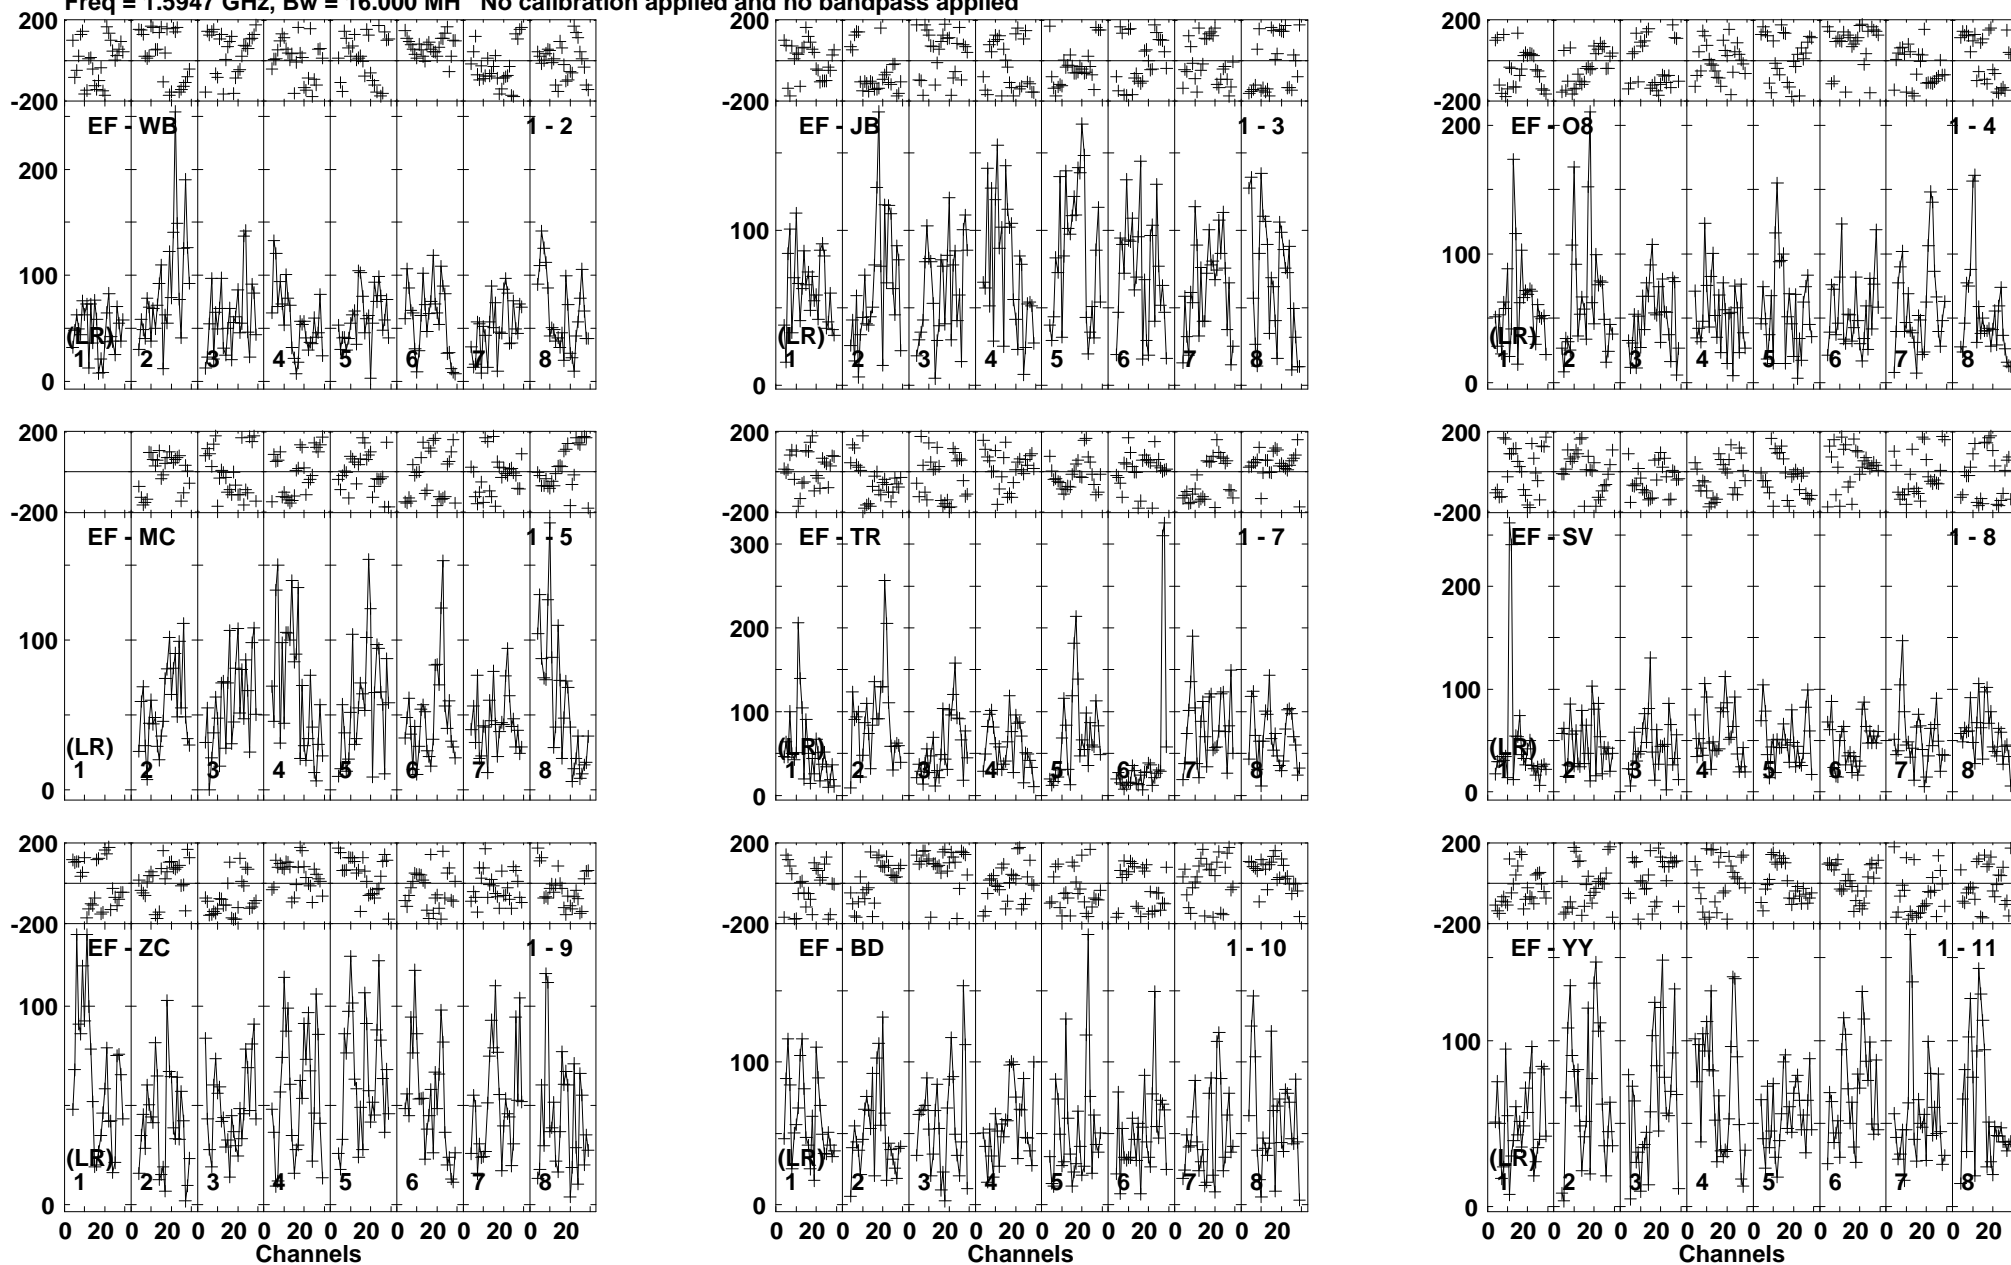 Freq = 1.5947 GHz, Bw = 16.000 MH No calibration applied and no bandpass applied
200 200 200
-200 -200 -200
EF - WB 1 - 2 EF - JB 1 - 3 EF - O8 1 - 4
200 100 0 100 0 200 100 0
(LR) (LR) (LR)
1 2 3 4 5 6 7 8 1 2 3 4 5 6 7 8 1 2 3 4 5 6 7 8
200 200 200
-200 -200 -200
EF - MC 1 - 5 EF - TR 1 - 7 EF - SV 1 - 8
100 0 300 200 100 0 200 100 0
(LR) (LR) (LR)
1 2 3 4 5 6 7 8 1 2 3 4 5 6 7 8 1 2 3 4 5 6 7 8
200 200 200
-200 -200 -200
EF - ZC 1 - 9 EF - BD 1 - 10 EF - YY 1 - 11
100 0 100 0 100 0
(LR) (LR) (LR)
1 2 3 4 5 6 7 8 1 2 3 4 5 6 7 8 1 2 3 4 5 6 7 8
0 20 0 20 0 20 0 20 0 20 0 20 0 20 0 20 0 20 0 20 0 20 0 20 0 20 0 20 0 20 0 20 0 20 0 20 0 20 0 20 0 20 0 20 0 20 0 20
Channels Channels Channels